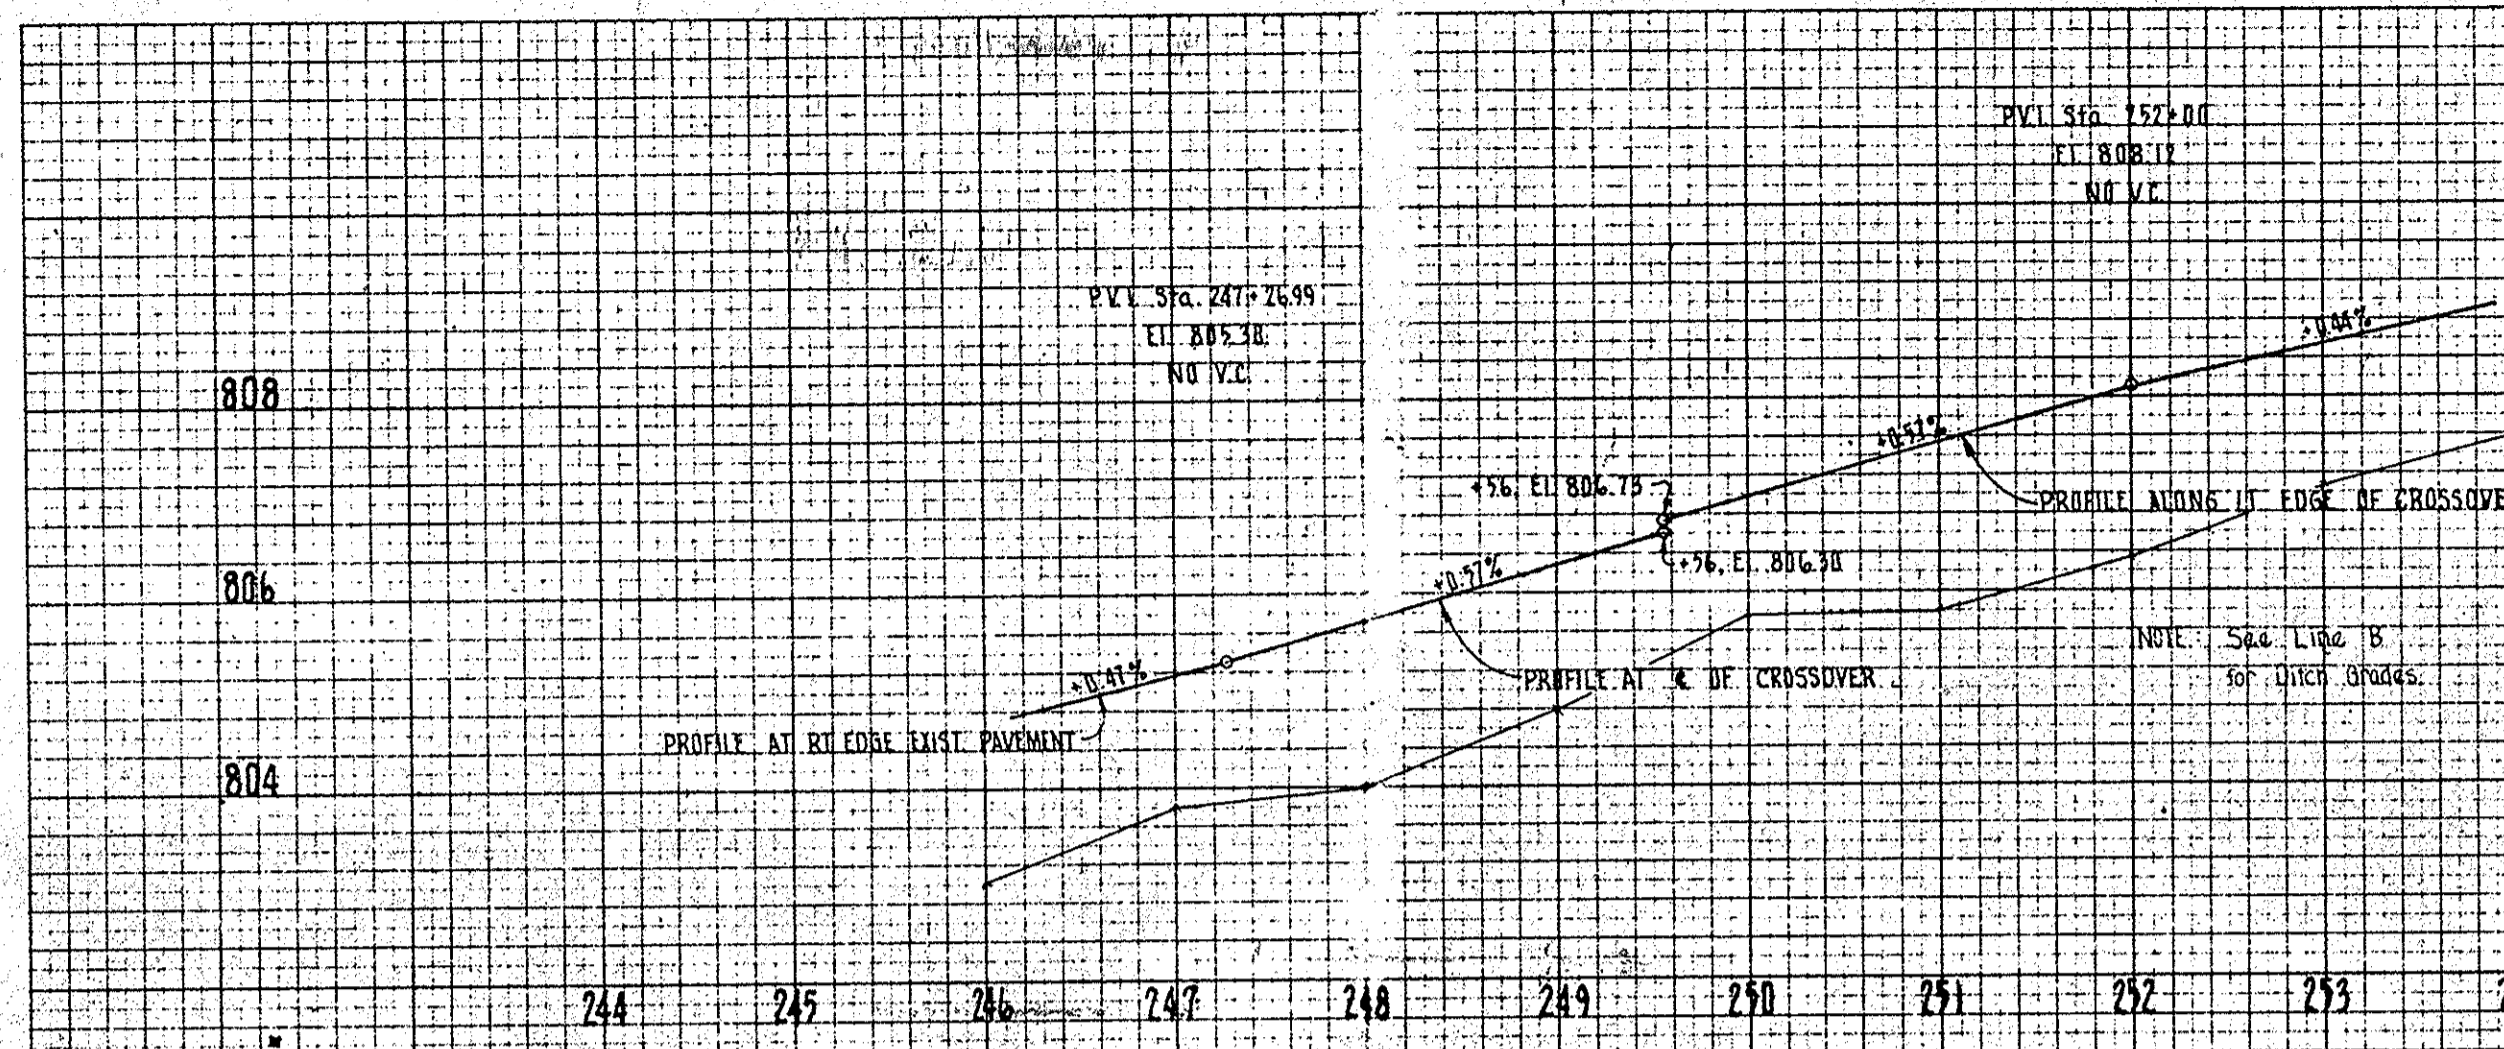 P.V.I. Sta. 252+00
El. 808.12
NO V.C.
P.V.I. Sta. 247+26.99
El. 805.30
NO V.C.
+0.44%
808
+0.57%
+56, El. 806.73
PROFILE ALONG LT EDGE OF CROSSOVE
+56, El. 806.30
+0.57%
806
NOTE: See Line B
for Ditch Grades.
PROFILE AT ℄ OF CROSSOVER
+0.47%
PROFILE AT RT EDGE EXIST. PAVEMENT
804
244 245 246 247 248 249 250 251 252 253